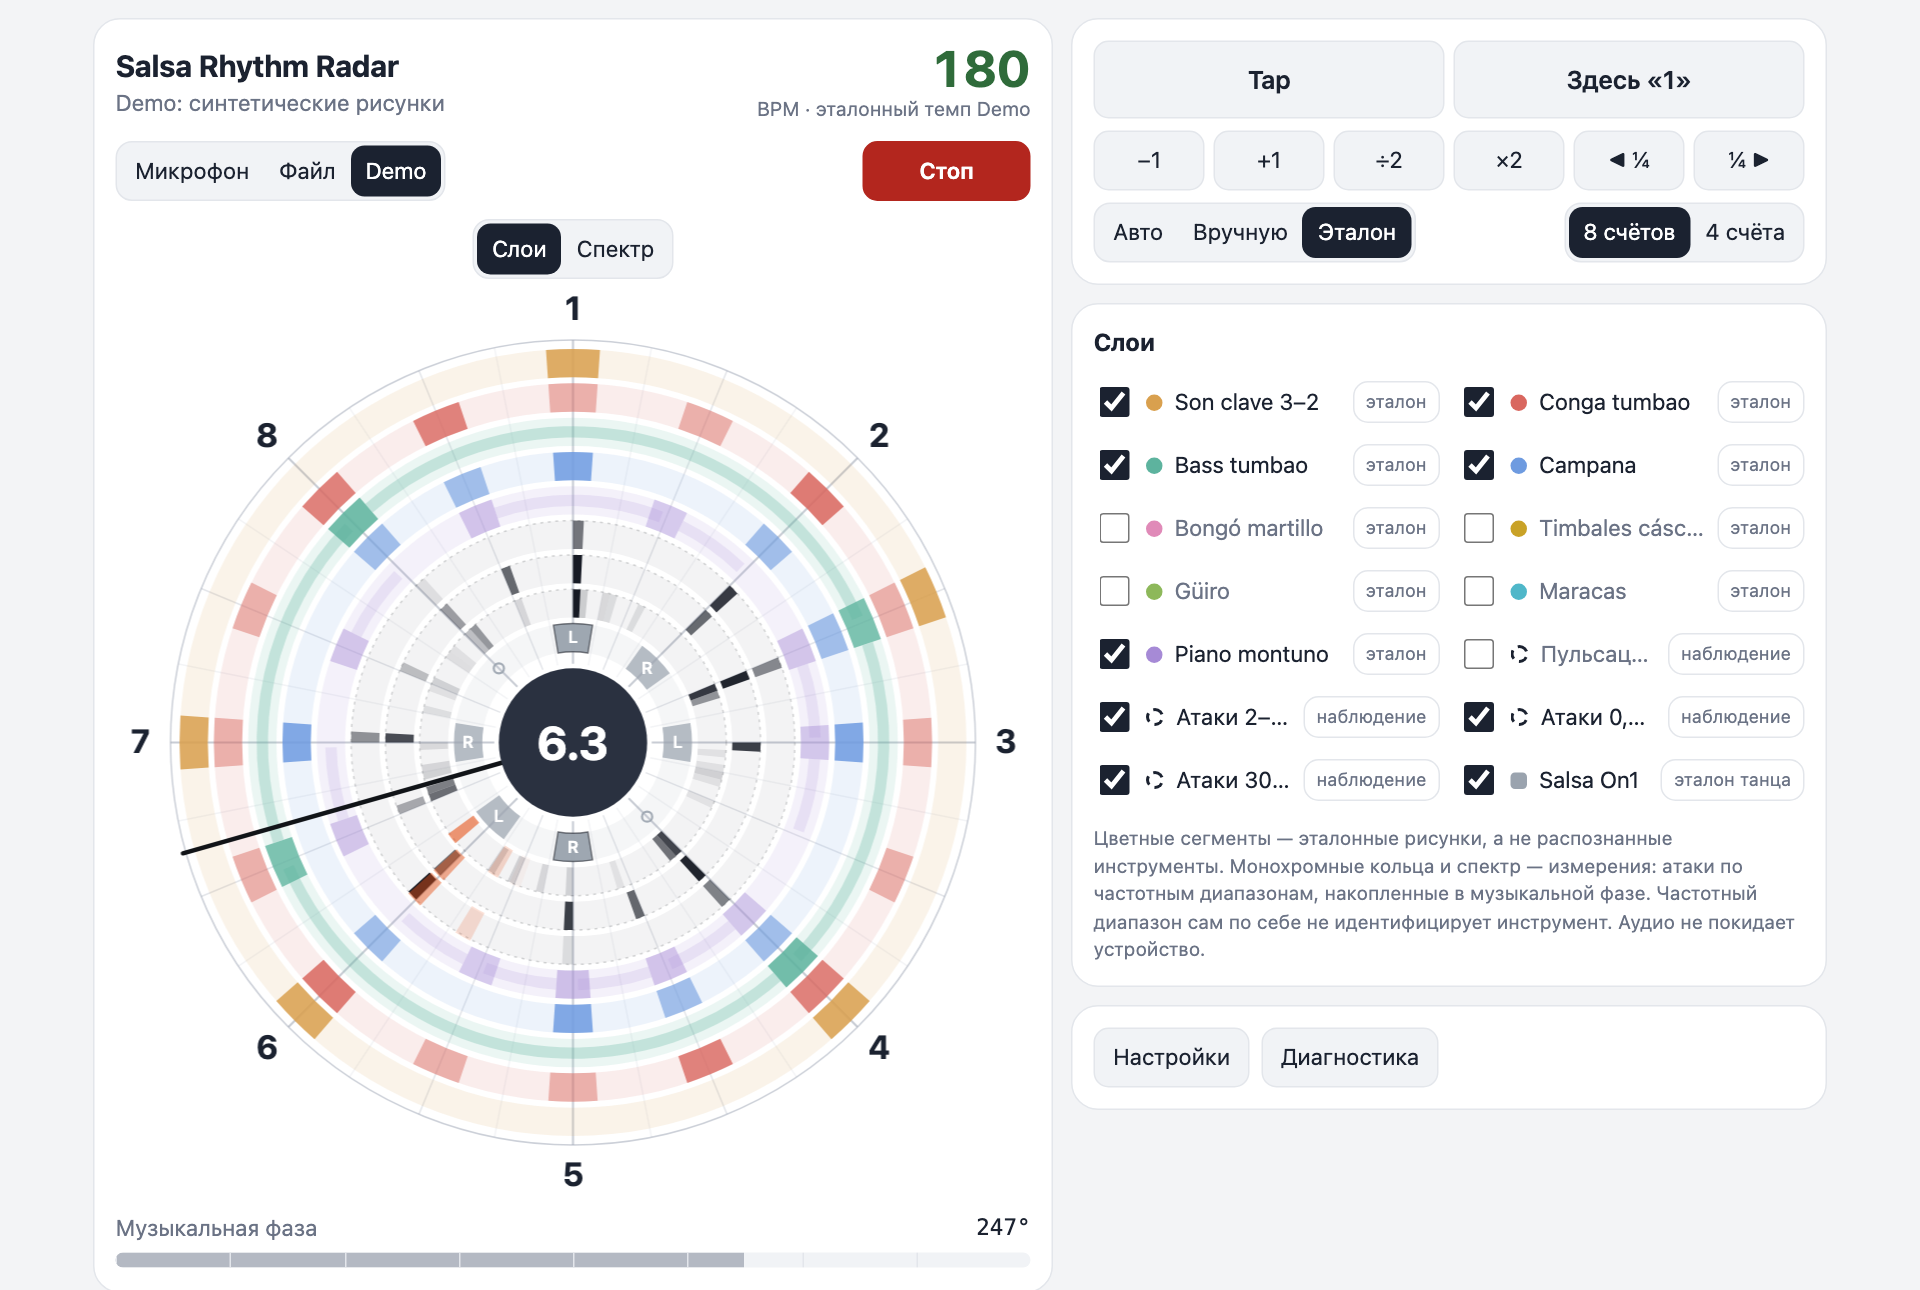 Salsa Rhythm Radar
Demo: синтетические рисунки
180
BPM · эталонный темп Demo
Микрофон
Файл
Demo
Стоп
Слои
Спектр
1
2
3
4
5
6
7
8
L
R
L
R
L
R
6.3
Музыкальная фаза
247°
Tap
Здесь «1»
−1
+1
÷2
×2
◀ ¼
¼ ▶
Авто
Вручную
Эталон
8 счётов
4 счёта
Слои
Son clave 3–2
эталон
Conga tumbao
эталон
Bass tumbao
эталон
Campana
эталон
Bongó martillo
эталон
Timbales cásc...
эталон
Güiro
эталон
Maracas
эталон
Piano montuno
эталон
Пульсац...
наблюдение
Атаки 2–...
наблюдение
Атаки 0,...
наблюдение
Атаки 30...
наблюдение
Salsa On1
эталон танца
Цветные сегменты — эталонные рисунки, а не распознанные
инструменты. Монохромные кольца и спектр — измерения: атаки по
частотным диапазонам, накопленные в музыкальной фазе. Частотный
диапазон сам по себе не идентифицирует инструмент. Аудио не покидает
устройство.
Настройки
Диагностика